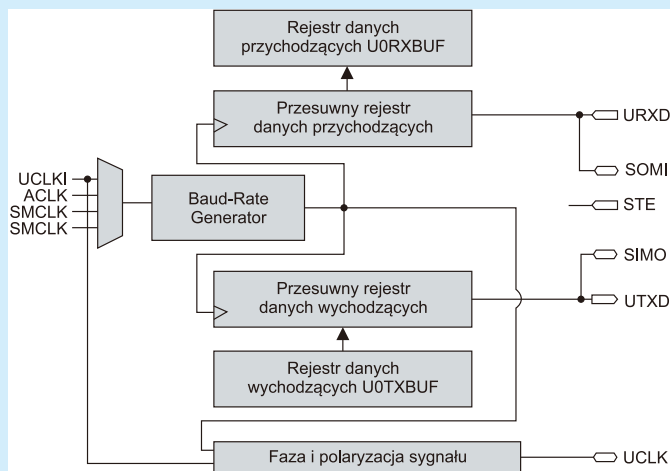 Rejestr danych
przychodzących U0RXBUF
Przesuwny rejestr
danych przychodzących
URXD
SOMI
UCLKI
ACLK
SMCLK
SMCLK
Baud-Rate
Generator
STE
SIMO
Przesuwny rejestr
danych wychodzących
UTXD
Rejestr danych
wychodzących U0TXBUF
Faza i polaryzacja sygnału
UCLK